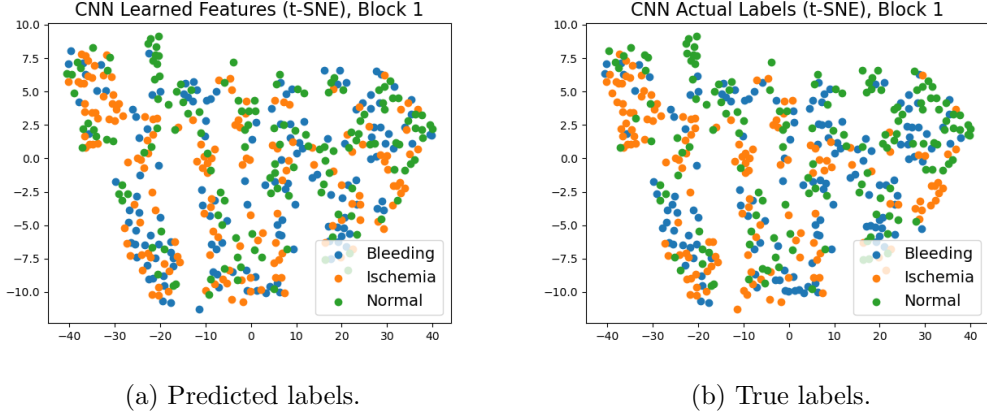 CNN Learned Features (t-SNE), Block 1
10.0
7.5
5.0
2.5
0.0
−2.5
−5.0
−7.5
−10.0
−40 −30 −20 −10 0 10 20 30 40
Bleeding
Ischemia
Normal
(a) Predicted labels.
CNN Actual Labels (t-SNE), Block 1
10.0
7.5
5.0
2.5
0.0
−2.5
−5.0
−7.5
−10.0
−40 −30 −20 −10 0 10 20 30 40
Bleeding
Ischemia
Normal
(b) True labels.